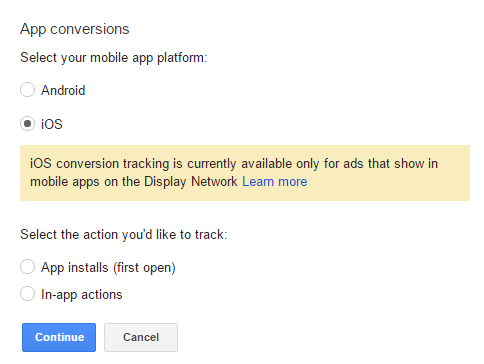 App conversions
Select your mobile app platform:
Android
iOS
iOS conversion tracking is currently available only for ads that show in
mobile apps on the Display Network Learn more
Select the action you'd like to track:
App installs (first open)
In-app actions
Continue Cancel